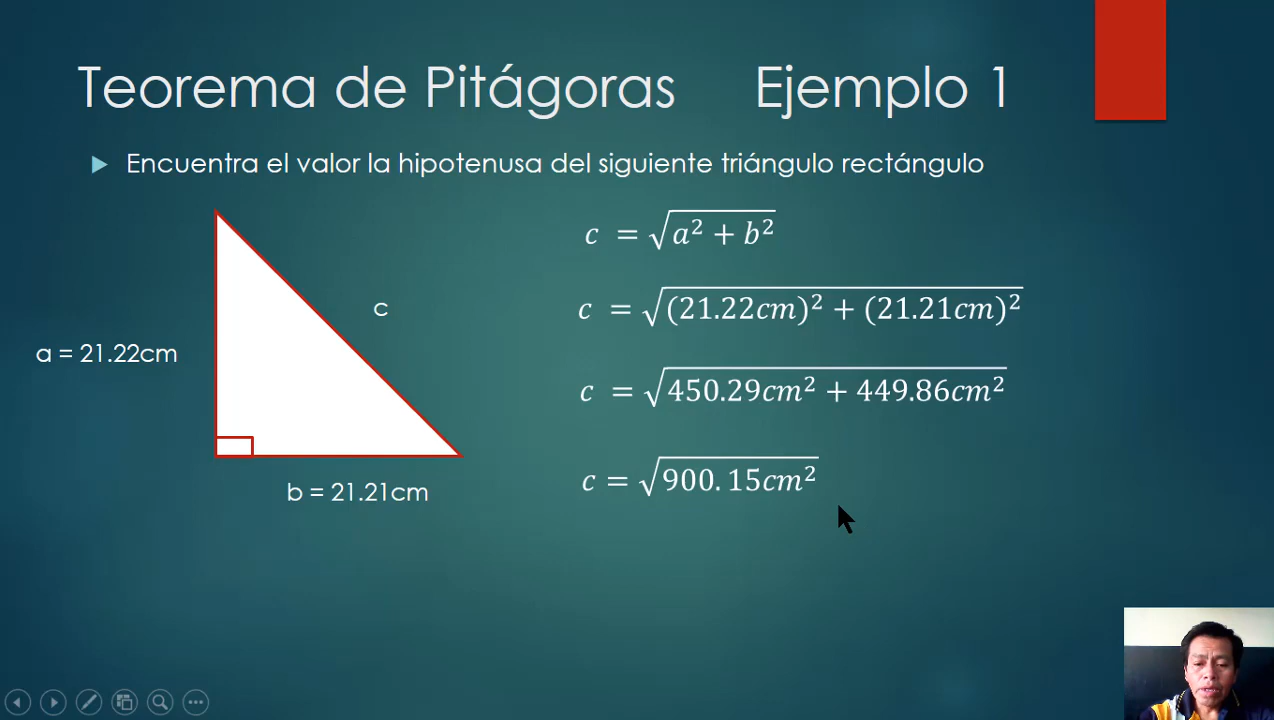 Teorema de Pitágoras Ejemplo 1
Encuentra el valor la hipotenusa del siguiente triángulo rectángulo
c = √(a² + b²)
c
c = √((21.22cm)² + (21.21cm)²)
a = 21.22cm
c = √(450.29cm² + 449.86cm²)
c = √(900.15cm²)
b = 21.21cm